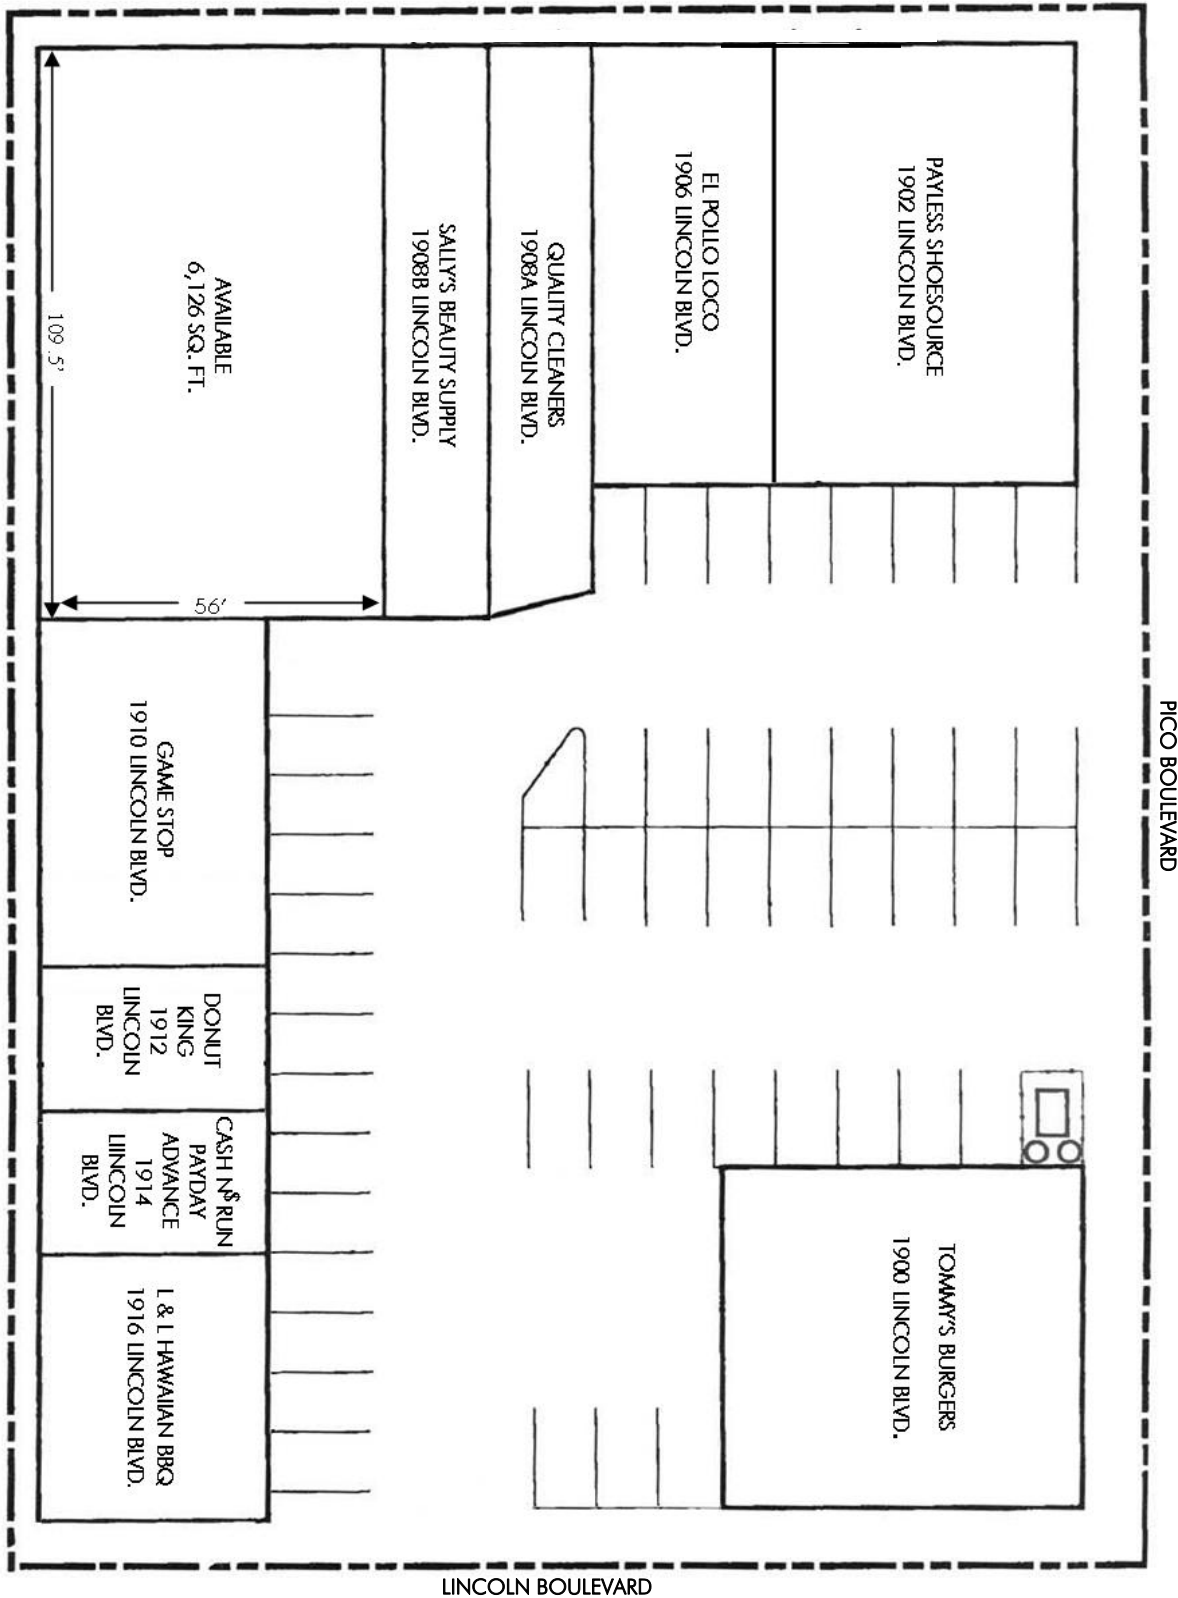 PAYLESS SHOESOURCE
1902 LINCOLN BLVD.
EL POLLO LOCO
1906 LINCOLN BLVD.
QUALITY CLEANERS
1908A LINCOLN BLVD.
SALLY'S BEAUTY SUPPLY
1908B LINCOLN BLVD.
AVAILABLE
6,126 SQ. FT.
109.5'
56'
GAME STOP
1910 LINCOLN BLVD.
DONUT
KING
1912
LINCOLN
BLVD.
CASH N$ RUN
PAYDAY
ADVANCE
1914
LIINCOLN
BLVD.
L & L HAWAIIAN BBQ
1916 LINCOLN BLVD.
TOMMY'S BURGERS
1900 LINCOLN BLVD.
PICO BOULEVARD
LINCOLN BOULEVARD